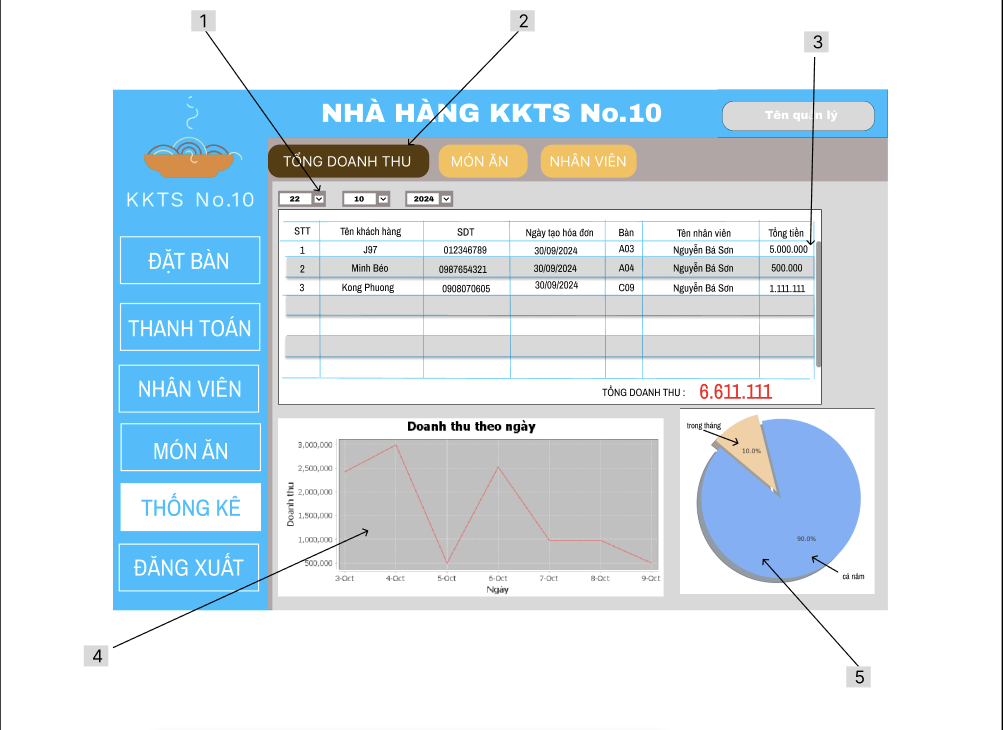 1
2
3
NHÀ HÀNG KKTS No.10
Tên quản lý
KKTS No.10
TỔNG DOANH THU
MÓN ĂN
NHÂN VIÊN
22
10
2024
STT Tên khách hàng SDT Ngày tạo hóa đơn Bàn Tên nhân viên Tổng tiền
1 J97 012346789 30/09/2024 A03 Nguyễn Bá Sơn 5.000.000
2 Minh Béo 0987654321 30/09/2024 A04 Nguyễn Bá Sơn 500.000
3 Kong Phuong 0908070605 30/09/2024 C09 Nguyễn Bá Sơn 1.111.111
TỔNG DOANH THU : 6.611.111
ĐẶT BÀN
THANH TOÁN
NHÂN VIÊN
MÓN ĂN
THỐNG KÊ
ĐĂNG XUẤT
Doanh thu theo ngày
Doanh thu
3,000,000
2,500,000
2,000,000
1,500,000
1,000,000
500,000
3-Oct 4-Oct 5-Oct 6-Oct 7-Oct 8-Oct 9-Oct
Ngày
trong tháng
10.0%
90.0%
cả năm
4
5